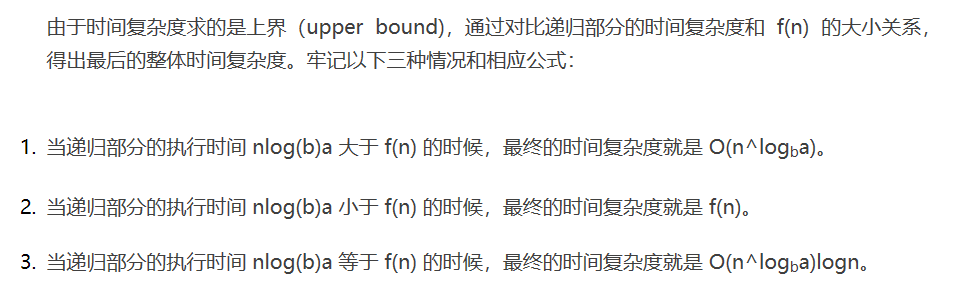 由于时间复杂度求的是上界（upper bound)，通过对比递归部分的时间复杂度和 f(n) 的大小关系，
得出最后的整体时间复杂度。牢记以下三种情况和相应公式：
1. 当递归部分的执行时间 nlog(b)a 大于 f(n) 的时候，最终的时间复杂度就是 O(n^log_ba)。
2. 当递归部分的执行时间 nlog(b)a 小于 f(n) 的时候，最终的时间复杂度就是 f(n)。
3. 当递归部分的执行时间 nlog(b)a 等于 f(n) 的时候，最终的时间复杂度就是 O(n^log_ba)logn。